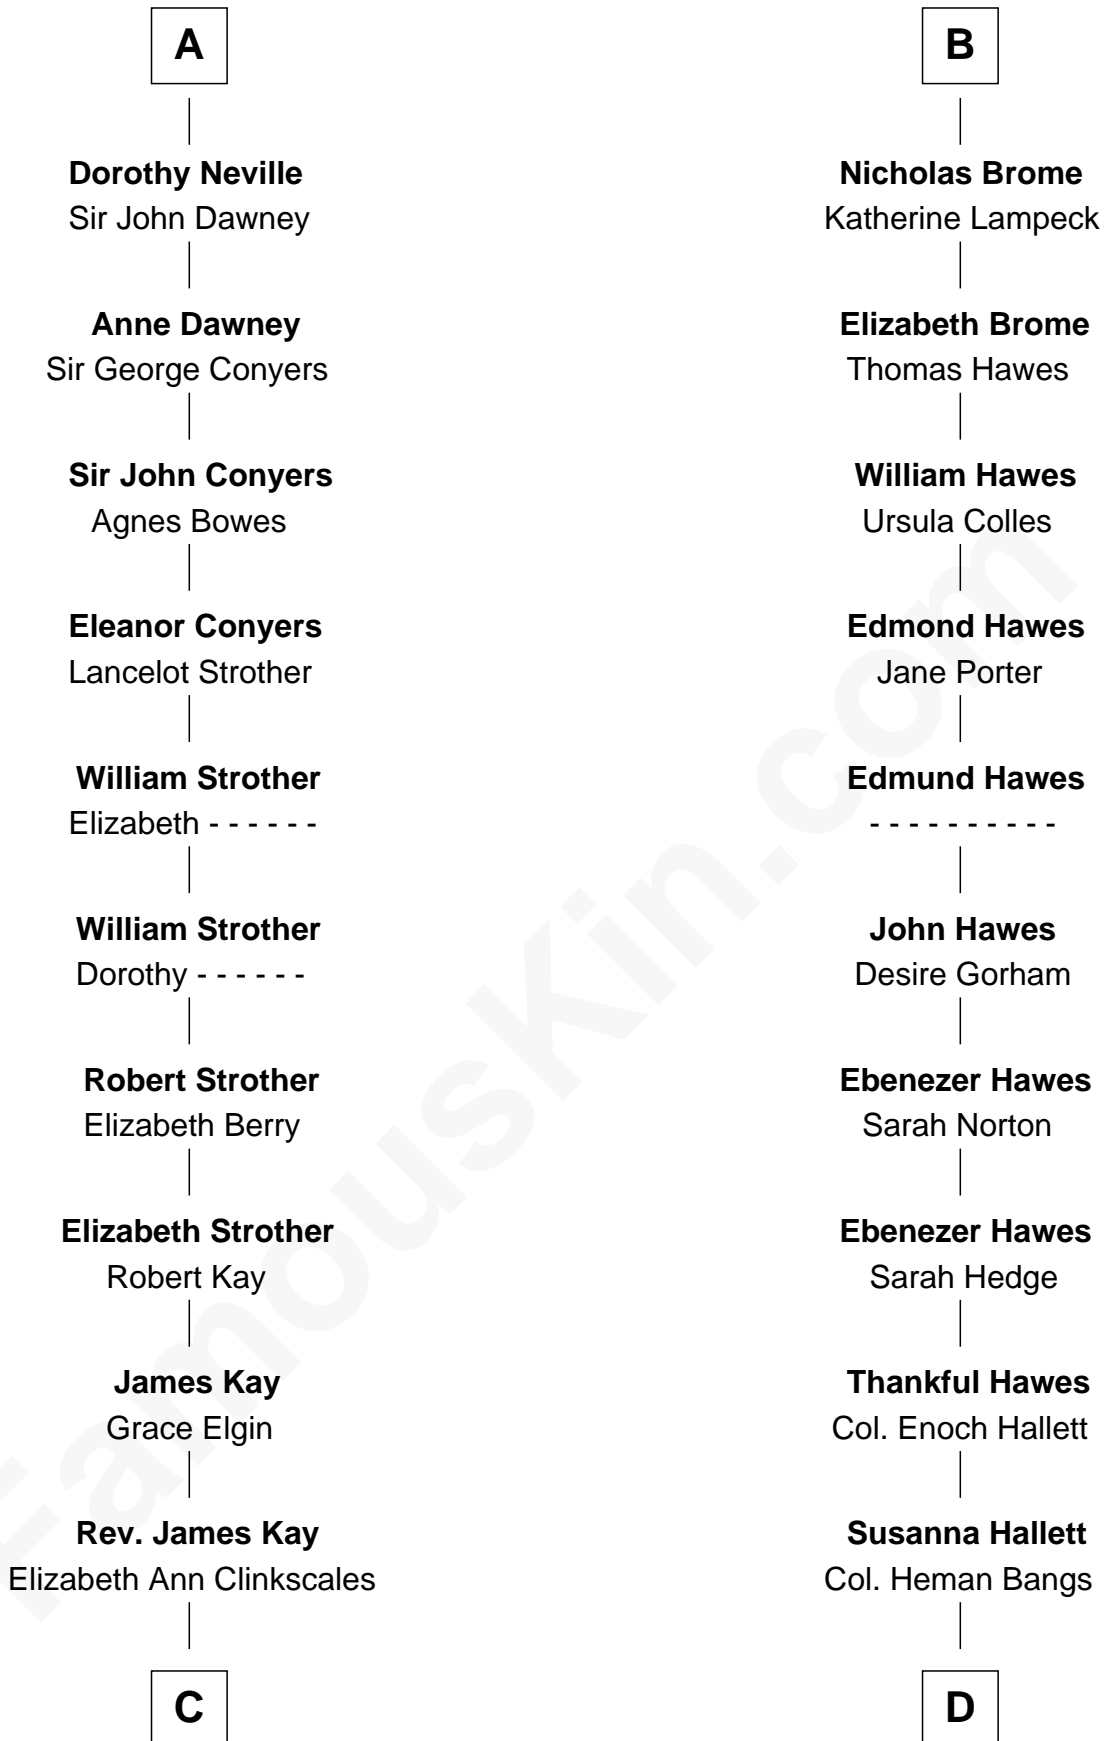 A
Dorothy Neville
Sir John Dawney
Anne Dawney
Sir George Conyers
Sir John Conyers
Agnes Bowes
Eleanor Conyers
Lancelot Strother
William Strother
Elizabeth - - - - - -
William Strother
Dorothy - - - - - -
Robert Strother
Elizabeth Berry
Elizabeth Strother
Robert Kay
James Kay
Grace Elgin
Rev. James Kay
Elizabeth Ann Clinkscales
C
B
Nicholas Brome
Katherine Lampeck
Elizabeth Brome
Thomas Hawes
William Hawes
Ursula Colles
Edmond Hawes
Jane Porter
Edmund Hawes
- - - - - - - - - -
John Hawes
Desire Gorham
Ebenezer Hawes
Sarah Norton
Ebenezer Hawes
Sarah Hedge
Thankful Hawes
Col. Enoch Hallett
Susanna Hallett
Col. Heman Bangs
D
FamousKin.com